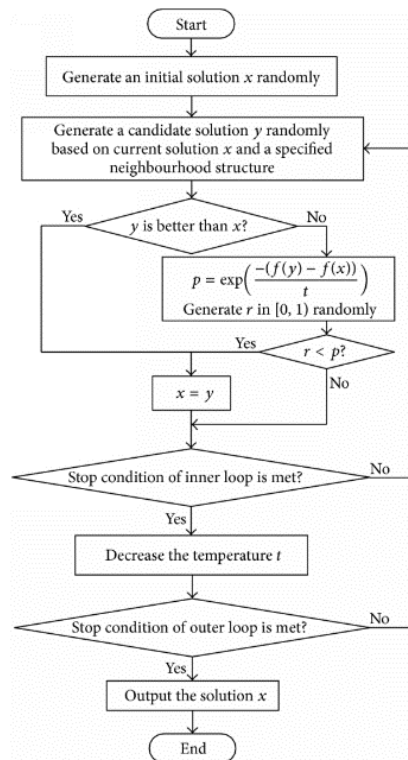 Start
Generate an initial solution x randomly
Generate a candidate solution y randomly
based on current solution x and a specified
neighbourhood structure
Yes
y is better than x?
No
p = exp(−(f(y) − f(x))/t)
Generate r in [0, 1) randomly
Yes
r < p?
No
x = y
Stop condition of inner loop is met?
No
Yes
Decrease the temperature t
Stop condition of outer loop is met?
No
Yes
Output the solution x
End